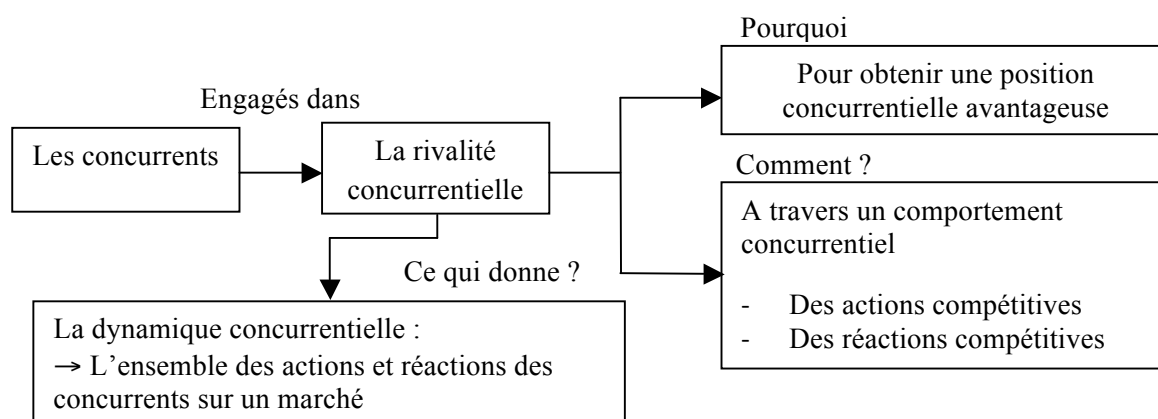 Pourquoi
Pour obtenir une position
concurrentielle avantageuse
Engagés dans
Les concurrents
La rivalité
concurrentielle
Comment ?
A travers un comportement
concurrentiel
- Des actions compétitives
- Des réactions compétitives
Ce qui donne ?
La dynamique concurrentielle :
→ L’ensemble des actions et réactions des
concurrents sur un marché